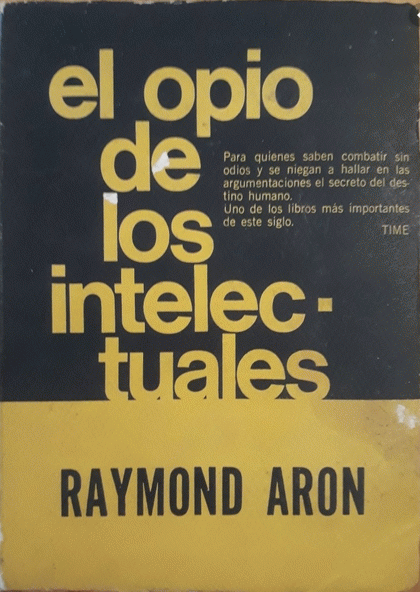 el opio
de
los
intelec-
tuales
Para quienes saben combatir sin
odios y se niegan a hallar en las
argumentaciones el secreto del des-
tino humano.
Uno de los libros más importantes
de este siglo.
TIME
RAYMOND ARON